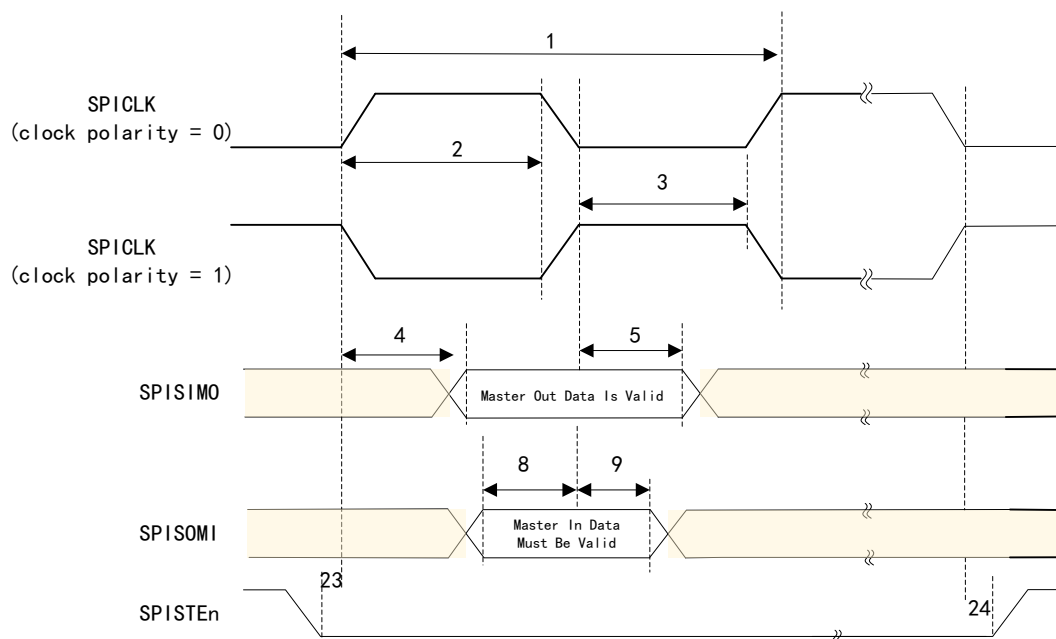 1
SPICLK
(clock polarity = 0)
2
3
SPICLK
(clock polarity = 1)
4
5
SPISIMO
Master Out Data Is Valid
8
9
SPISOMI
Master In Data
Must Be Valid
23
24
SPISTEn